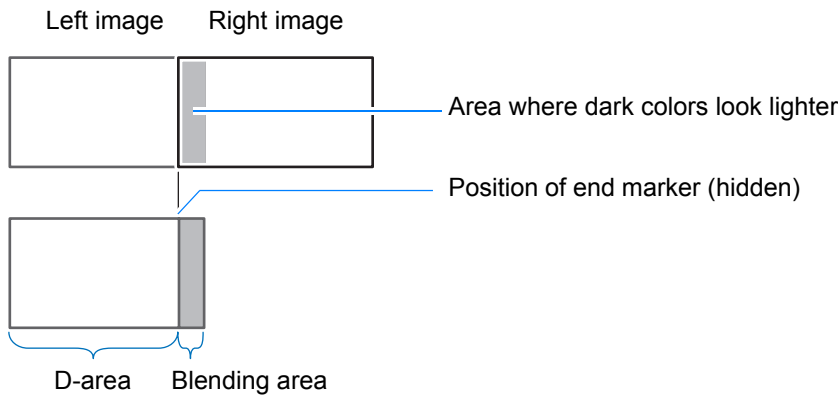 Left image
Right image
Area where dark colors look lighter
Position of end marker (hidden)
D-area
Blending area